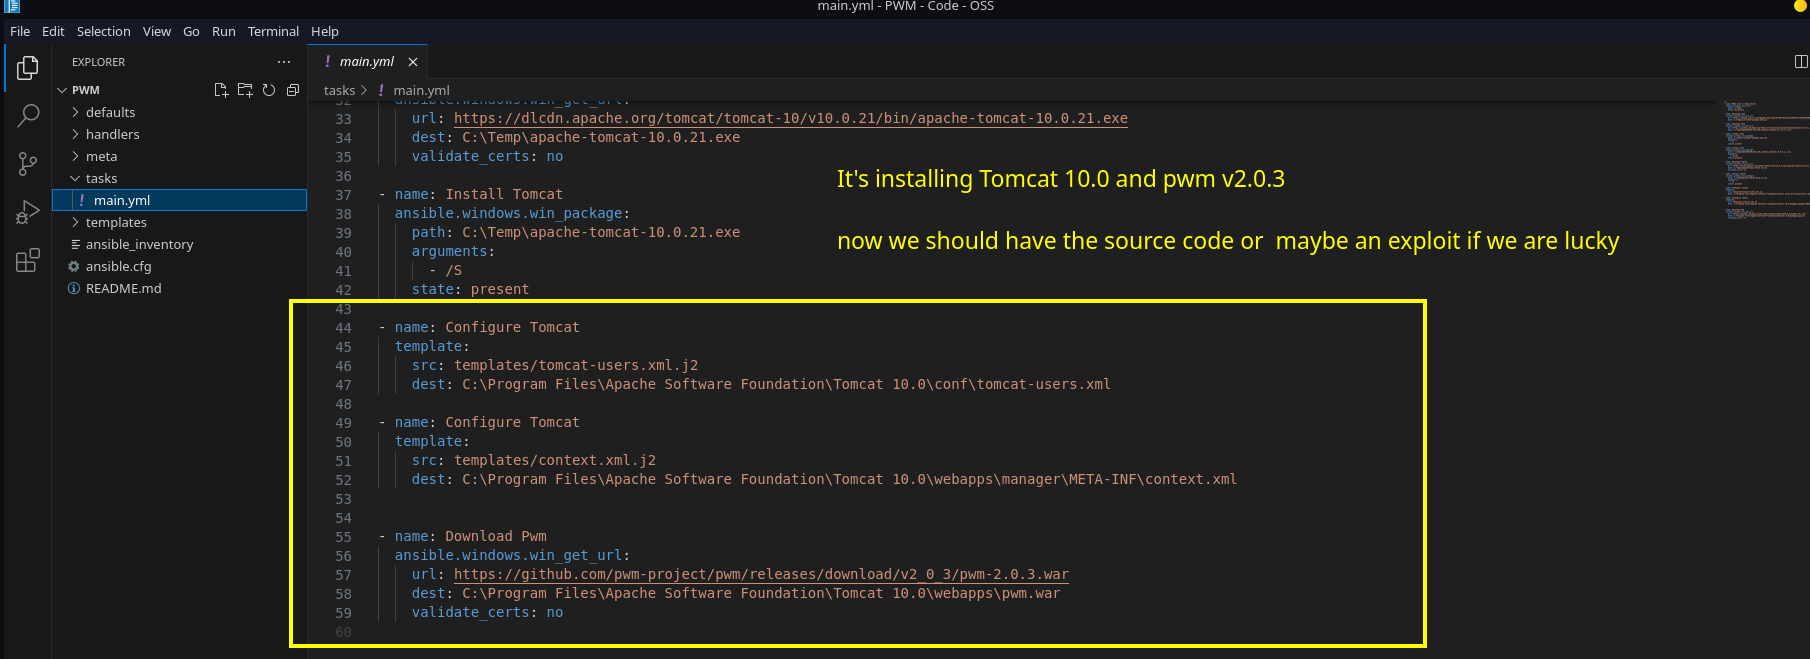 main.yml - PWM - Code - OSS
File Edit Selection View Go Run Terminal Help
EXPLORER
PWM
defaults
handlers
meta
tasks
main.yml
templates
ansible_inventory
ansible.cfg
README.md
main.yml
tasks > main.yml
32 ansible.windows.win_get_url:
33 url: https://dlcdn.apache.org/tomcat/tomcat-10/v10.0.21/bin/apache-tomcat-10.0.21.exe
34 dest: C:\Temp\apache-tomcat-10.0.21.exe
35 validate_certs: no
36
37 - name: Install Tomcat
38 ansible.windows.win_package:
39 path: C:\Temp\apache-tomcat-10.0.21.exe
40 arguments:
41 - /S
42 state: present
43
44 - name: Configure Tomcat
45 template:
46 src: templates/tomcat-users.xml.j2
47 dest: C:\Program Files\Apache Software Foundation\Tomcat 10.0\conf\tomcat-users.xml
48
49 - name: Configure Tomcat
50 template:
51 src: templates/context.xml.j2
52 dest: C:\Program Files\Apache Software Foundation\Tomcat 10.0\webapps\manager\META-INF\context.xml
53
54
55 - name: Download Pwm
56 ansible.windows.win_get_url:
57 url: https://github.com/pwm-project/pwm/releases/download/v2_0_3/pwm-2.0.3.war
58 dest: C:\Program Files\Apache Software Foundation\Tomcat 10.0\webapps\pwm.war
59 validate_certs: no
60
It's installing Tomcat 10.0 and pwm v2.0.3
now we should have the source code or maybe an exploit if we are lucky